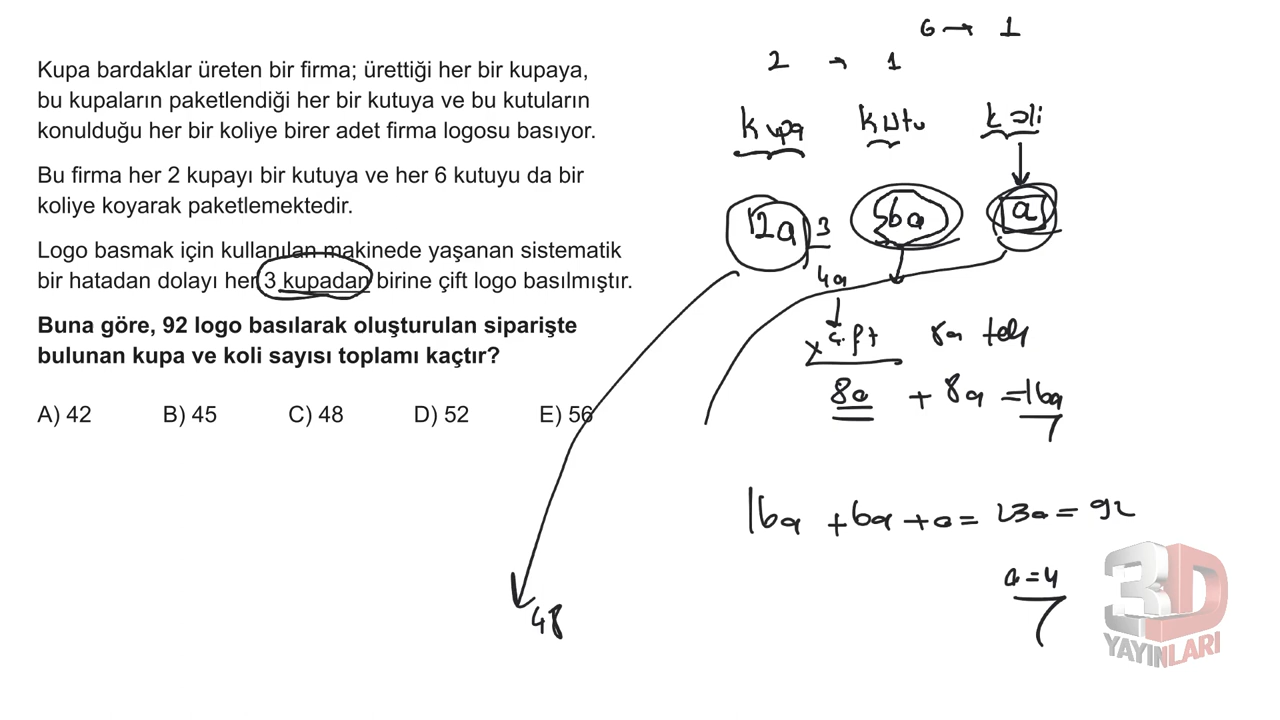 Kupa bardaklar üreten bir firma; ürettiği her bir kupaya,
bu kupaların paketlendiği her bir kutuya ve bu kutuların
konulduğu her bir koliye birer adet firma logosu basıyor.
Bu firma her 2 kupayı bir kutuya ve her 6 kutuyu da bir
koliye koyarak paketlemektedir.
Logo basmak için kullanılan makinede yaşanan sistematik
bir hatadan dolayı her 3 kupadan birine çift logo basılmıştır.
Buna göre, 92 logo basılarak oluşturulan siparişte
bulunan kupa ve koli sayısı toplamı kaçtır?
A) 42 B) 45 C) 48 D) 52 E) 56
6 → 1
2 → 1
kupa kutu koli
12a 3 6a a
4a
çift 8a tek
8a + 8a = 16a
16a + 6a + a = 23a = 92
a = 4
48
3D
YAYINLARI